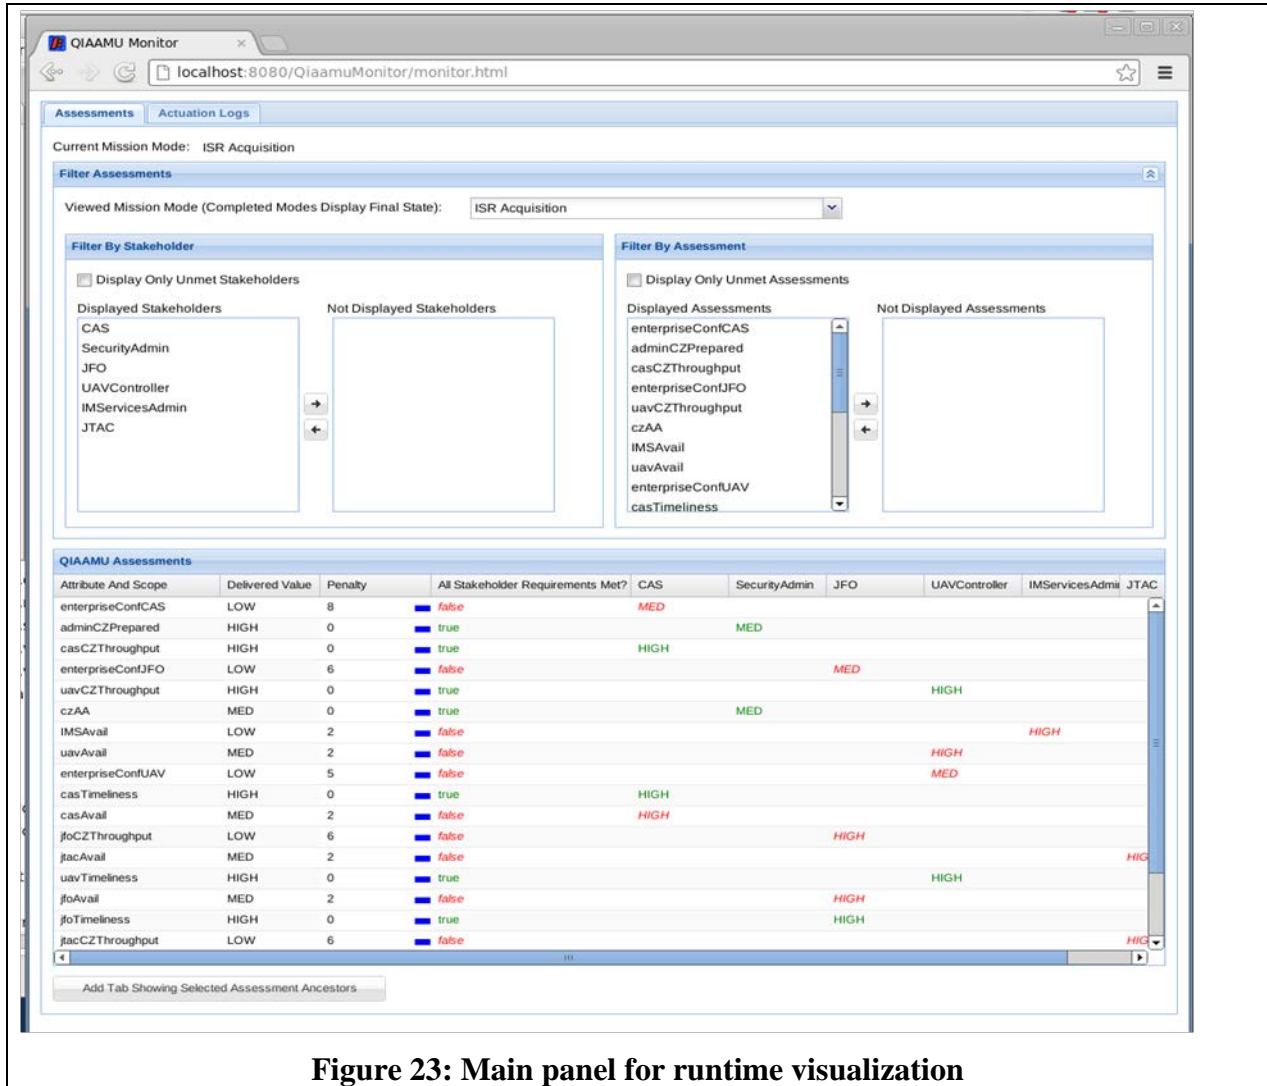 QIAAMU Monitor
localhost:8080/QiaamuMonitor/monitor.html
Assessments Actuation Logs
Current Mission Mode: ISR Acquisition
Filter Assessments
Viewed Mission Mode (Completed Modes Display Final State): ISR Acquisition
Filter By Stakeholder
Display Only Unmet Stakeholders
Displayed Stakeholders Not Displayed Stakeholders
CAS
SecurityAdmin
JFO
UAVController
IMServicesAdmin
JTAC
Filter By Assessment
Display Only Unmet Assessments
Displayed Assessments Not Displayed Assessments
enterpriseConfCAS
adminCZPrepared
casCZThroughput
enterpriseConfJFO
uavCZThroughput
czAA
IMSAvail
uavAvail
enterpriseConfUAV
casTimeliness
QIAAMU Assessments
Attribute And Scope Delivered Value Penalty All Stakeholder Requirements Met? CAS SecurityAdmin JFO UAVController IMServicesAdmi JTAC
enterpriseConfCAS LOW 8 false MED
adminCZPrepared HIGH 0 true MED
casCZThroughput HIGH 0 true HIGH
enterpriseConfJFO LOW 6 false MED
uavCZThroughput HIGH 0 true HIGH
czAA MED 0 true MED
IMSAvail LOW 2 false HIGH
uavAvail MED 2 false HIGH
enterpriseConfUAV LOW 5 false MED
casTimeliness HIGH 0 true HIGH
casAvail MED 2 false HIGH
jfoCZThroughput LOW 6 false HIGH
jtacAvail MED 2 false HIG
uavTimeliness HIGH 0 true HIGH
jfoAvail MED 2 false HIGH
jfoTimeliness HIGH 0 true HIGH
jtacCZThroughput LOW 6 false HIG
Add Tab Showing Selected Assessment Ancestors
Figure 23: Main panel for runtime visualization